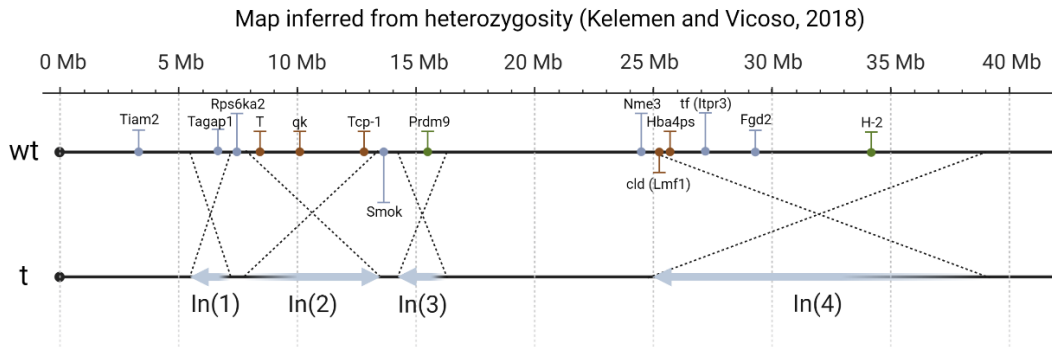 Map inferred from heterozygosity (Kelemen and Vicoso, 2018)
0 Mb 5 Mb 10 Mb 15 Mb 20 Mb 25 Mb 30 Mb 35 Mb 40 Mb
Rps6ka2 Nme3 tf (Itpr3)
Tiam2 Tagap1 T qk Tcp-1 Prdm9 Hba4ps Fgd2 H-2
wt
cld (Lmf1)
Smok
t
In(1) In(2) In(3) In(4)